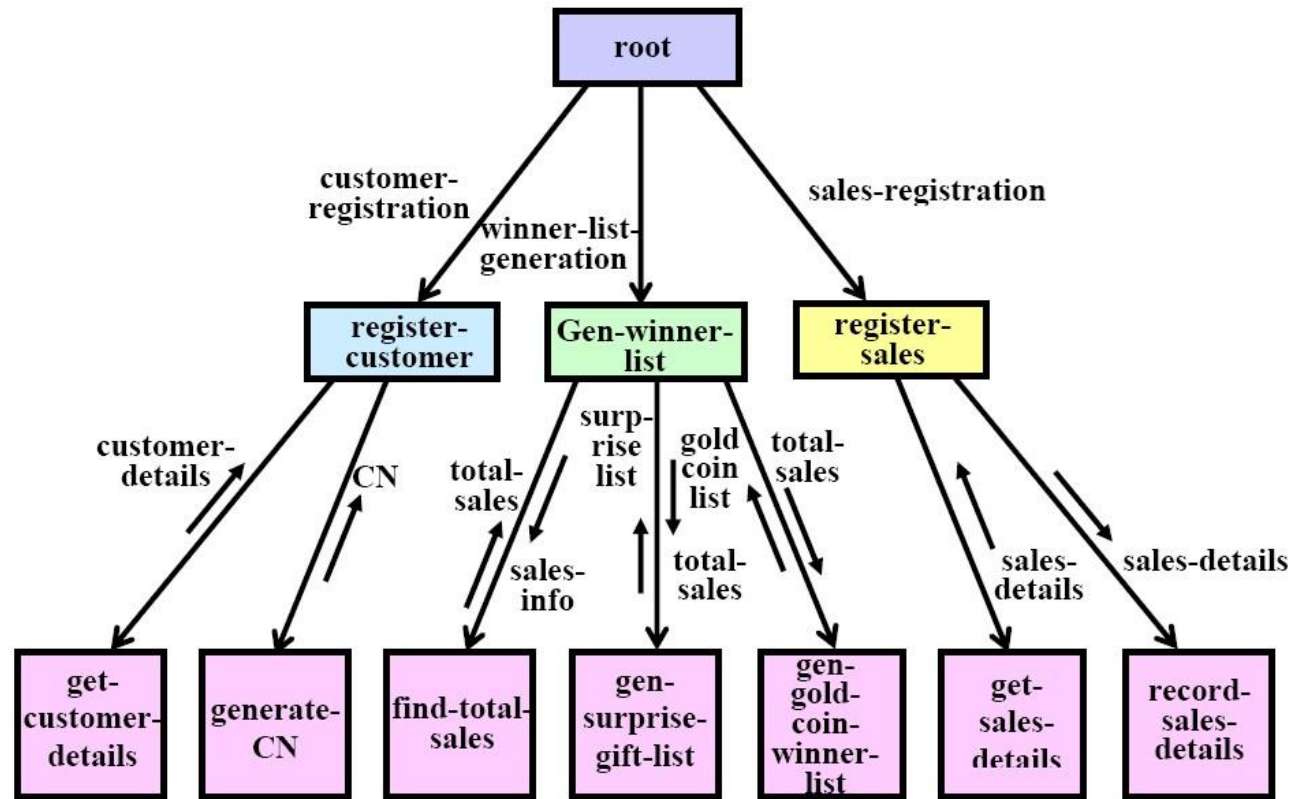 root
customer-
registration
winner-list-
generation
sales-registration
register-
customer
Gen-winner-
list
register-
sales
customer-
details
CN
total-
sales
sales-
info
surp-
rise
list
total-
sales
gold
coin
list
total-
sales
sales-
details
sales-details
get-
customer-
details
generate-
CN
find-total-
sales
gen-
surprise-
gift-list
gen-
gold-
coin-
winner-
list
get-
sales-
details
record-
sales-
details